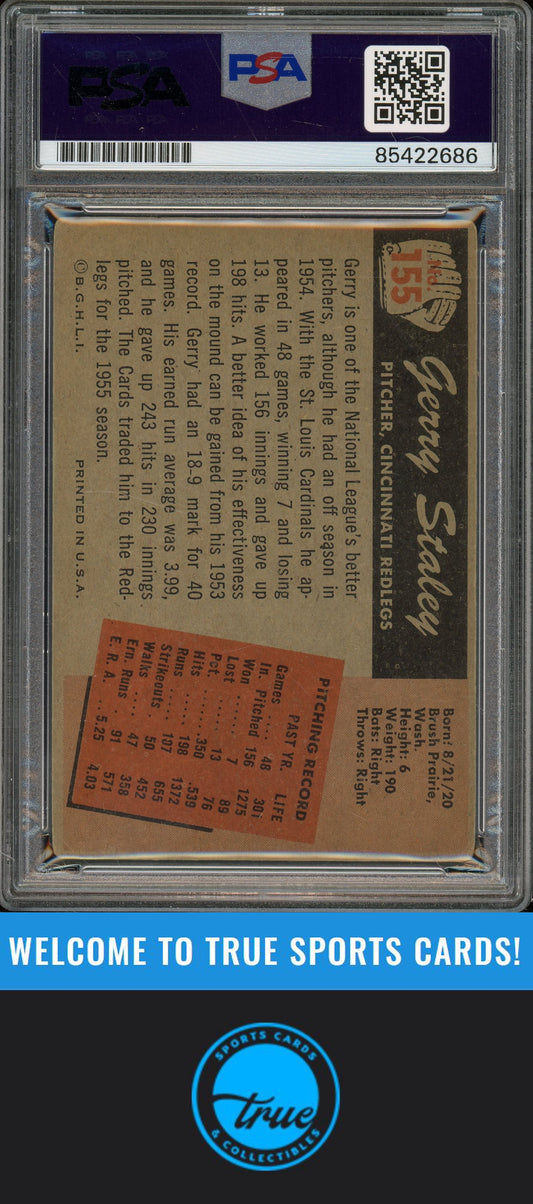 PSA
PSA
PSA PSA PSA
PSA PSA PSA
85422686
NO.
155
Gerry Staley
PITCHER, CINCINNATI REDLEGS
Gerry is one of the National League's better
pitchers, although he had an off season in
1954. With the St. Louis Cardinals he ap-
peared in 48 games, winning 7 and losing
13. He worked 156 innings and gave up
198 hits. A better idea of his effectiveness
on the mound can be gained from his 1953
record. Gerry had an 18-9 mark for 40
games. His earned run average was 3.99,
and he gave up 243 hits in 230 innings
pitched. The Cards traded him to the Red-
legs for the 1955 season.
© B.G.H.L.I. PRINTED IN U.S.A.
Born: 8/21/20
Brush Prairie,
Wash.
Height: 6
Weight: 190
Bats: Right
Throws: Right
PITCHING RECORD
PAST YR. LIFE
Games .... 48 301
In. Pitched 156 1275
Won ...... 7 89
Lost ...... 13 76
Pct. ..... .350 .539
Hits ..... 198 1372
Runs ..... 107 655
Strikeouts 50 452
Walks ... 47 358
Ern. Runs 91 571
E. R. A. .. 5.25 4.03
WELCOME TO TRUE SPORTS CARDS!
SPORTS CARDS
true
& COLLECTIBLES